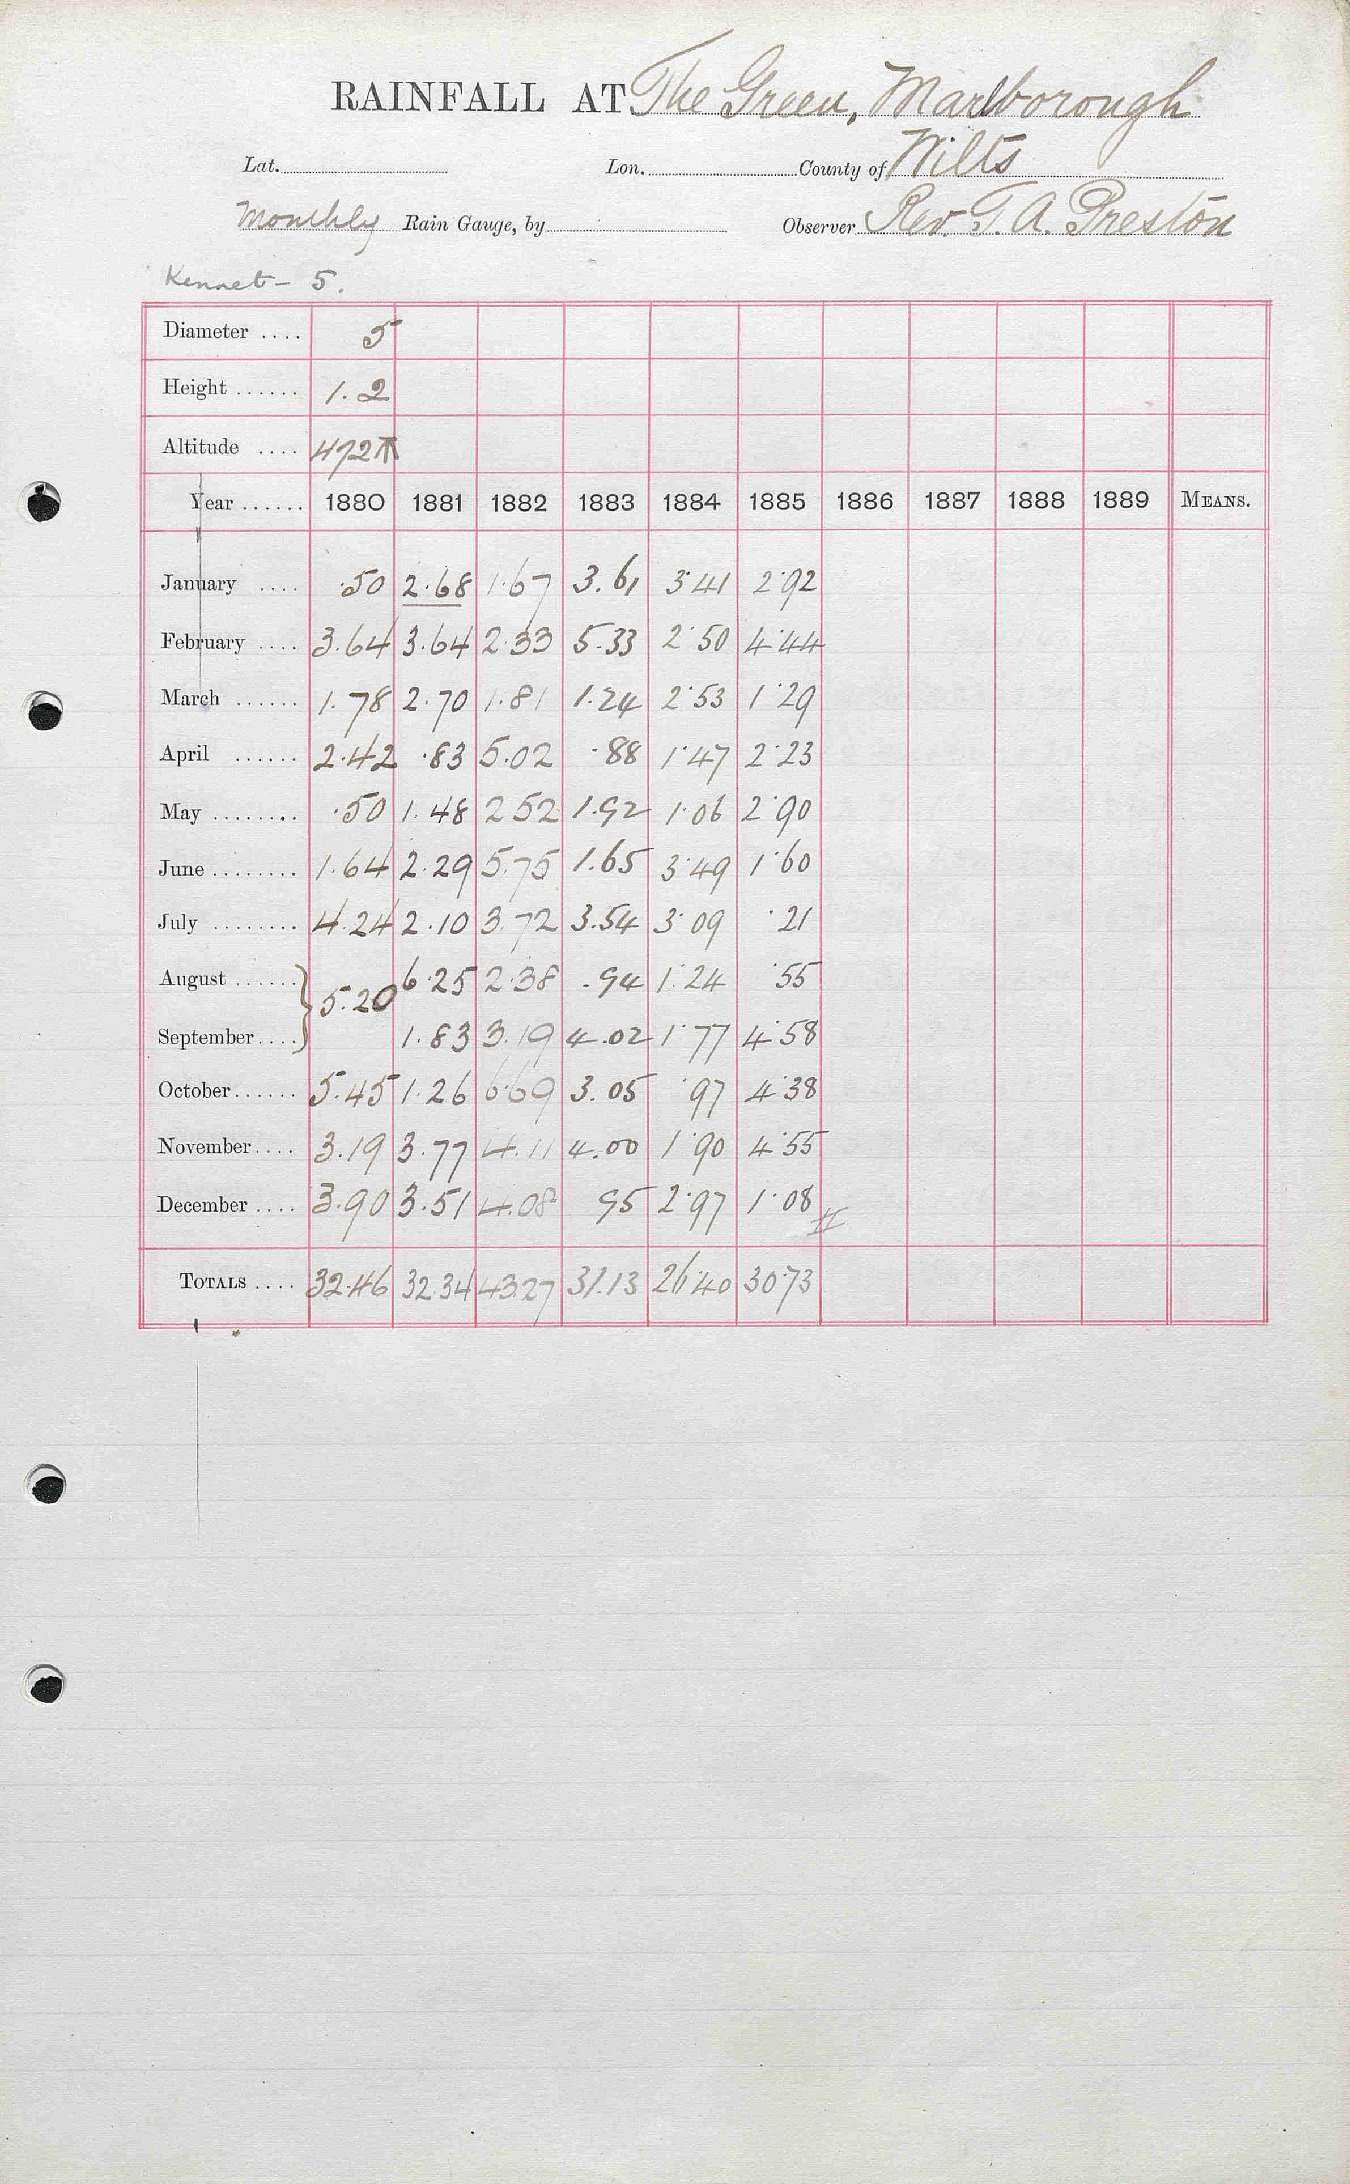 RAINFALL AT The Green, Marlborough
Lat. Lon. County of Wilts
Monthly Rain Gauge, by Observer Rev. T. A. Preston
Kennet – 5.
Diameter .... 5
Height ...... 1.2
Altitude .... 472
Year ...... 1880 1881 1882 1883 1884 1885 1886 1887 1888 1889 MEANS.
January .... .50 2.68 1.67 3.61 3.41 2.92
February .... 3.64 3.64 2.33 5.33 2.50 4.44
March ...... 1.78 2.70 1.81 1.24 2.53 1.29
April ...... 2.42 .83 5.02 .88 1.47 2.23
May ........ .50 1.48 2.52 1.92 1.06 2.90
June ........ 1.64 2.29 5.75 1.65 3.49 1.60
July ........ 4.24 2.10 3.72 3.54 3.09 .21
August ...... } 5.20 6.25 2.38 .94 1.24 .55
September .... 1.83 3.19 4.02 1.77 4.58
October ...... 5.45 1.26 6.69 3.05 .97 4.38
November .... 3.19 3.77 4.11 4.00 1.90 4.55
December .... 3.90 3.51 4.08 95 2.97 1.08
TOTALS .... 32.46 32.34 43.27 31.13 26.40 30.73